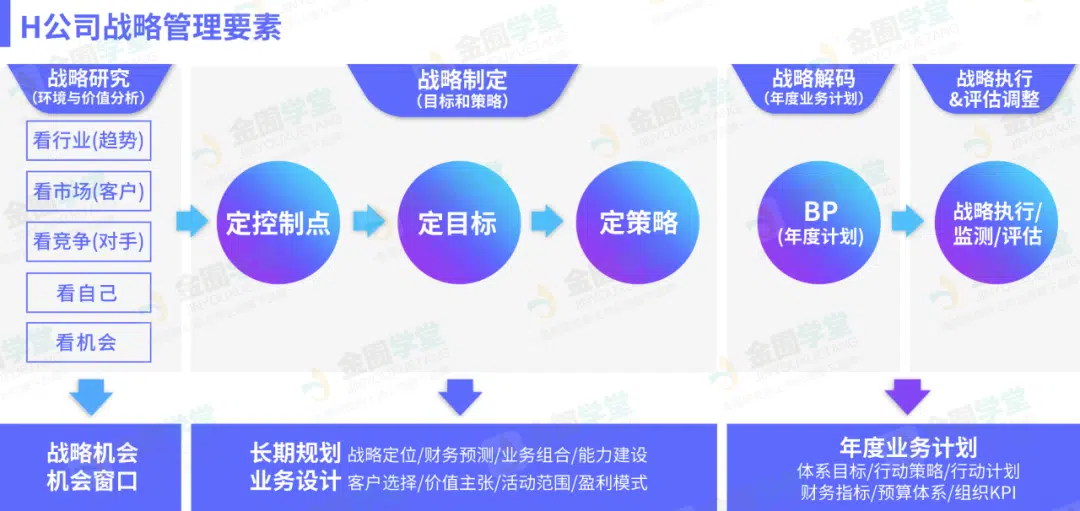 H公司战略管理要素
战略研究
(环境与价值分析)
看行业(趋势)
看市场(客户)
看竞争(对手)
看自己
看机会
战略制定
(目标和策略)
定控制点
定目标
定策略
战略解码
(年度业务计划)
BP
(年度计划)
战略执行
&评估调整
战略执行/
监测/评估
战略机会
机会窗口
长期规划 战略定位/财务预测/业务组合/能力建设
业务设计 客户选择/价值主张/活动范围/盈利模式
年度业务计划
体系目标/行动策略/行动计划
财务指标/预算体系/组织KPI
金囿学堂
JINYOUXUETANG